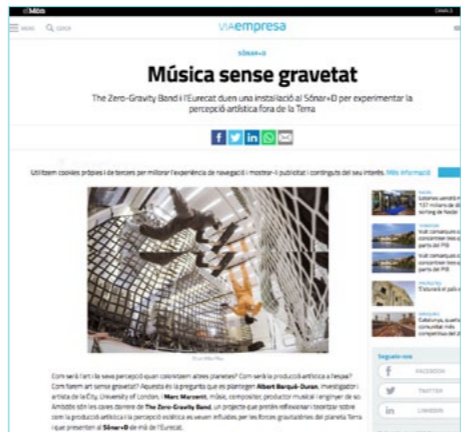 elMón
CANALS
MENÚ
CERCA
VIAempresa
SÓNAR+D
Música sense gravetat
The Zero-Gravity Band i l'Eurecat duen una instal·lació al Sónar+D per experimentar la
percepció artística fora de la Terra
Utilitzem cookies pròpies i de tercers per millorar l'experiència de navegació i mostrar-li publicitat i continguts del seu interès. Més informació
Com serà l'art i la seva percepció quan colonitzem altres planetes? Com serà la producció artística a l'espai?
Com farem art sense gravetat? Aquesta és la pregunta que es plantegen Albert Barqué-Duran, investigador i
artista de la City, University of London, i Marc Marzenit, músic, compositor, productor musical i enginyer de so.
Ambdós són les cares darrere de The Zero-Gravity Band, un projecte que pretén reflexionar i teoritzar sobre
com la producció artística i la percepció estètica es veuen influïdes per les forces gravitatòries del planeta Terra
i que presenten al Sónar+D de mà de l'Eurecat.
Segueix-nos
FACEBOOK
TWITTER
LINKEDIN